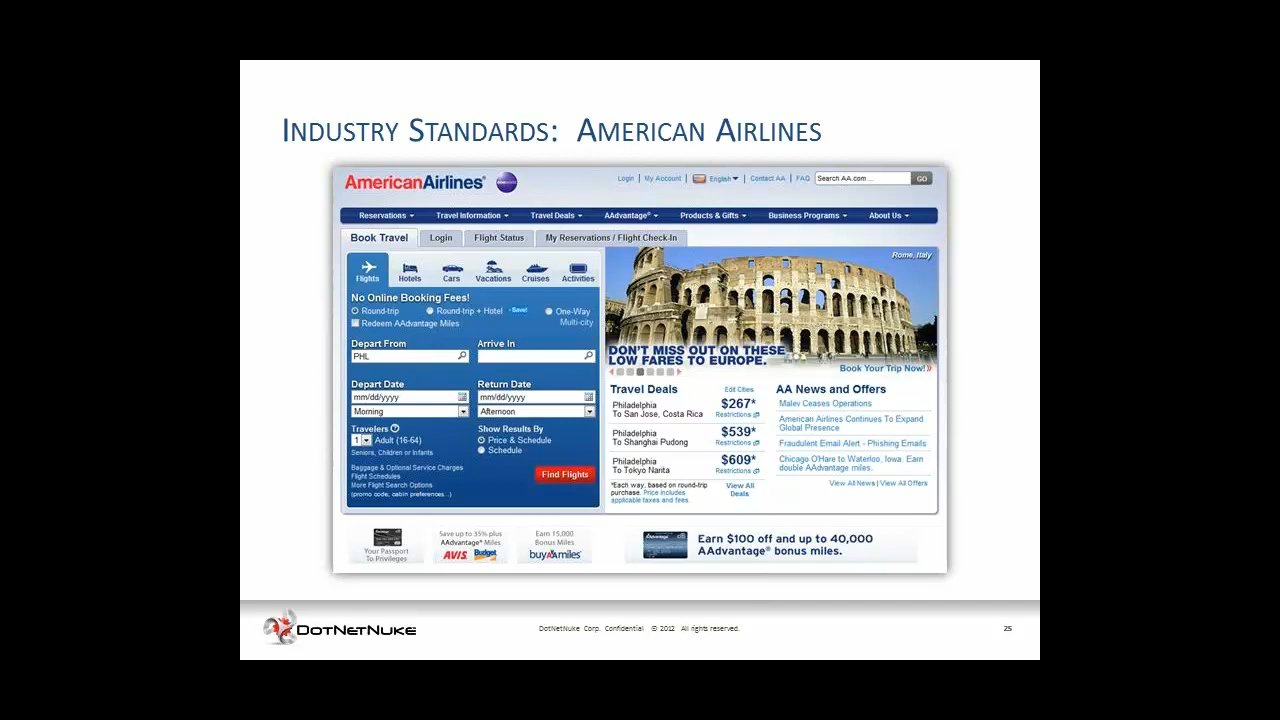 INDUSTRY STANDARDS: AMERICAN AIRLINES
AmericanAirlines®
Login | My Account | English | Contact AA | FAQ
Search AA.com ...
GO
Reservations Travel Information Travel Deals AAdvantage® Products & Gifts Business Programs About Us
Book Travel Login Flight Status My Reservations / Flight Check-In
Flights Hotels Cars Vacations Cruises Activities
No Online Booking Fees!
Round-trip Round-trip + Hotel Save! One-Way
Redeem AAdvantage Miles Multi-city
Depart From Arrive In
PHL
Depart Date Return Date
mm/dd/yyyy mm/dd/yyyy
Morning Afternoon
Travelers Show Results By
1 Adult (16-64) Price & Schedule
Schedule
Seniors, Children or Infants
Baggage & Optional Service Charges
Flight Schedules
More Flight Search Options
(promo code, cabin preferences...)
Find Flights
Rome, Italy
DON'T MISS OUT ON THESE
LOW FARES TO EUROPE.
Book Your Trip Now!»
Travel Deals Edit Cities
Philadelphia
To San Jose, Costa Rica
$267*
Restrictions
Philadelphia
To Shanghai Pudong
$539*
Restrictions
Philadelphia
To Tokyo Narita
$609*
Restrictions
*Each way, based on round-trip
purchase. Price includes
applicable taxes and fees.
View All
Deals
AA News and Offers
Malev Ceases Operations
American Airlines Continues To Expand
Global Presence
Fraudulent Email Alert - Phishing Emails
Chicago O'Hare to Waterloo, Iowa. Earn
double AAdvantage miles.
View All News | View All Offers
Your Passport
To Privileges
Save up to 35% plus
AAdvantage® Miles
AVIS Budget
Earn 15,000
Bonus Miles
buyAAmiles
Earn $100 off and up to 40,000
AAdvantage® bonus miles.
DOTNETNUKE
DotNetNuke Corp. Confidential © 2012 All rights reserved.
25